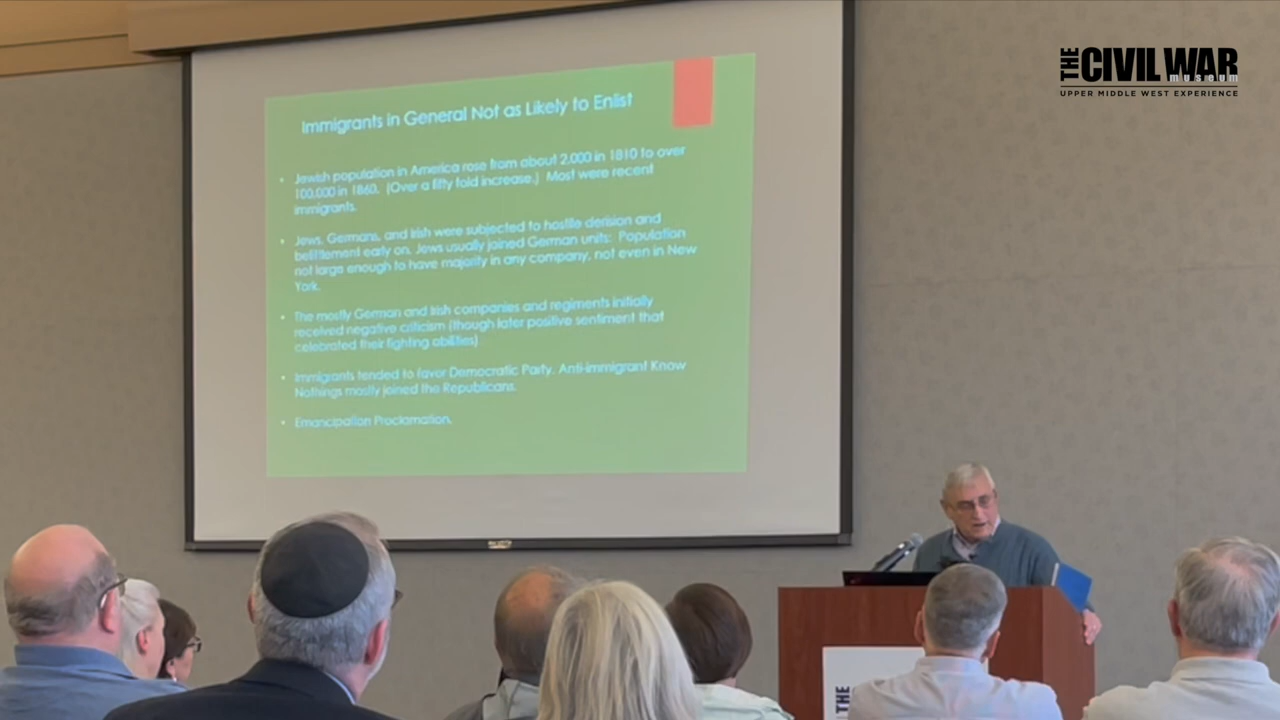 Immigrants in General Not as Likely to Enlist
• Jewish population in America rose from about 2,000 in 1810 to over
100,000 in 1860. (Over a fifty fold increase.) Most were recent
immigrants.
• Jews, Germans, and Irish were subjected to hostile derision and
belittlement early on. Jews usually joined German units: Population
not large enough to have majority in any company, not even in New
York.
• The mostly German and Irish companies and regiments initially
received negative criticism (though later positive sentiment that
celebrated their fighting abilities)
• Immigrants tended to favor Democratic Party. Anti-immigrant Know
Nothings mostly joined the Republicans.
• Emancipation Proclamation.
THE CIVIL WAR
museum
UPPER MIDDLE WEST EXPERIENCE
THE